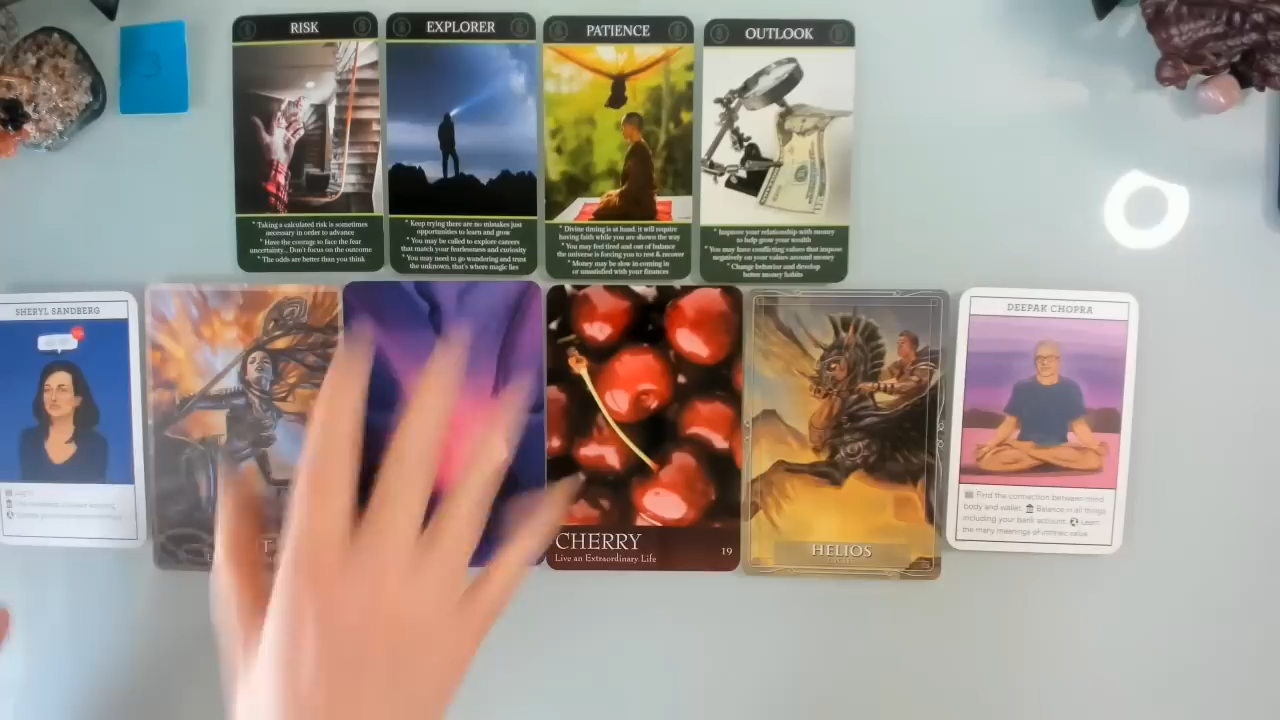 3
RISK
* Taking a calculated risk is sometimes
necessary in order to advance
* Have the courage to face the fear
uncertainty... Don't focus on the outcome
* The odds are better than you think
EXPLORER
* Keep trying there are no mistakes just
opportunities to learn and grow
* You may be called to explore careers
that match your fearlessness and curiosity
* You may need to go wandering and trust
the unknown, that's where magic lies
PATIENCE
* Divine timing is at hand, it will require
having faith while you are shown the way
* You may feel tired and out of balance
the universe is forcing you to rest & recover
* Money may be slow in coming in
or unsatisfied with your finances
OUTLOOK
* Improve your relationship with money
to help grow your wealth
* You may have conflicting values that impose
negatively on your values around money
* Change behavior and develop
better money habits
SHERYL SANDBERG
CHERRY
Live an Extraordinary Life
19
HELIOS
DEEPAK CHOPRA
Find the connection between mind
body and wallet. Balance in all things
including your bank account. Learn
the many meanings of intrinsic value.